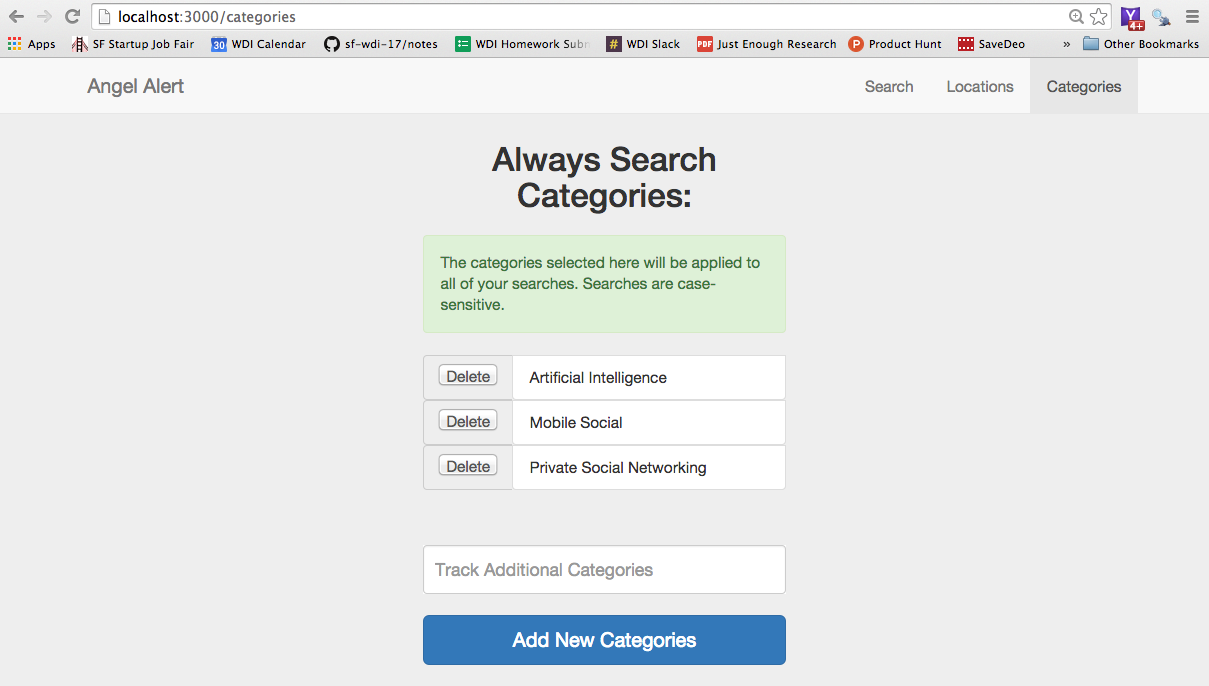 localhost:3000/categories
4+
Apps SF Startup Job Fair 30 WDI Calendar sf-wdi-17/notes WDI Homework Subm # WDI Slack PDF Just Enough Research P Product Hunt SaveDeo » Other Bookmarks
Angel Alert Search Locations Categories
Always Search
Categories:
The categories selected here will be applied to
all of your searches. Searches are case-
sensitive.
Delete Artificial Intelligence
Delete Mobile Social
Delete Private Social Networking
Track Additional Categories
Add New Categories